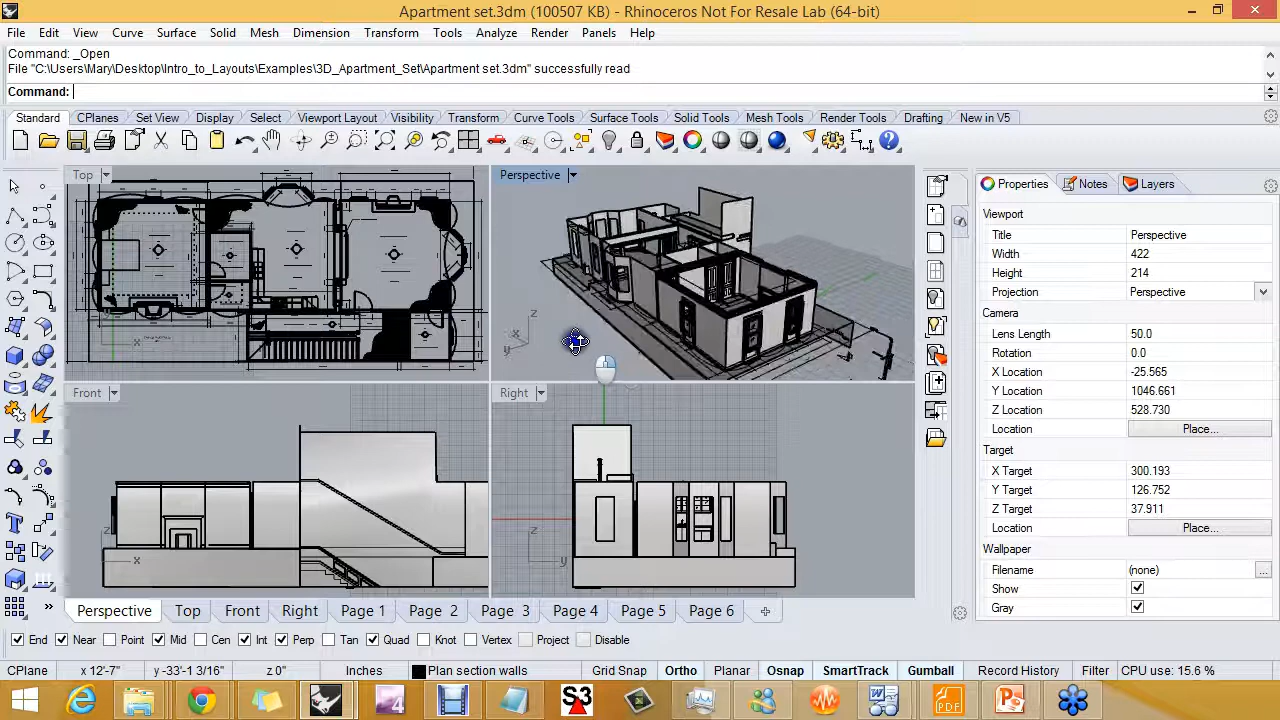 Apartment set.3dm (100507 KB) - Rhinoceros Not For Resale Lab (64-bit)
File Edit View Curve Surface Solid Mesh Dimension Transform Tools Analyze Render Panels Help
Command: _Open
File "C:\Users\Mary\Desktop\Intro_to_Layouts\Examples\3D_Apartment_Set\Apartment set.3dm" successfully read
Command:
Standard CPlanes Set View Display Select Viewport Layout Visibility Transform Curve Tools Surface Tools Solid Tools Mesh Tools Render Tools Drafting New in V5
Top
Perspective
Front
Right
z
x
y
z
x
z
y
Properties Notes Layers
Viewport
Title Perspective
Width 422
Height 214
Projection Perspective
Camera
Lens Length 50.0
Rotation 0.0
X Location -25.565
Y Location 1046.661
Z Location 528.730
Location Place...
Target
X Target 300.193
Y Target 126.752
Z Target 37.911
Location Place...
Wallpaper
Filename (none) ...
Show
Gray
Perspective Top Front Right Page 1 Page 2 Page 3 Page 4 Page 5 Page 6
End Near Point Mid Cen Int Perp Tan Quad Knot Vertex Project Disable
CPlane x 12'-7" y -33'-1 3/16" z 0" Inches Plan section walls Grid Snap Ortho Planar Osnap SmartTrack Gumball Record History Filter CPU use: 15.6 %
4 S3 PDF